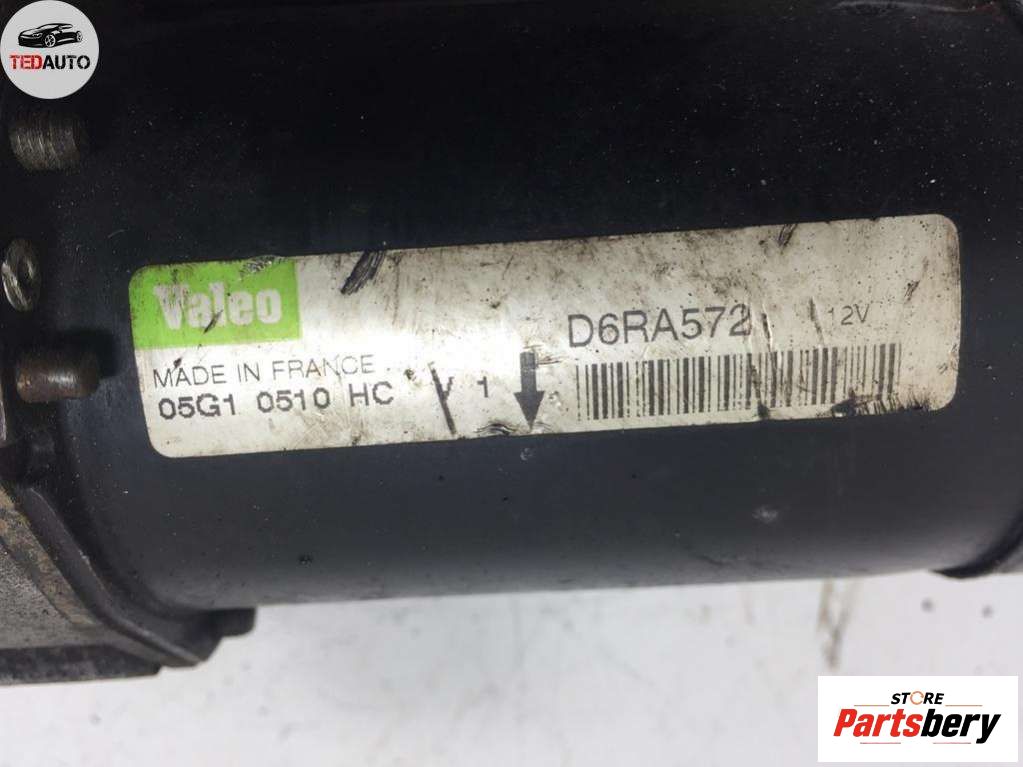 TEDAUTO
Valeo
D6RA572 12V
MADE IN FRANCE
05G1 0510 HC V 1
STORE
Partsbery